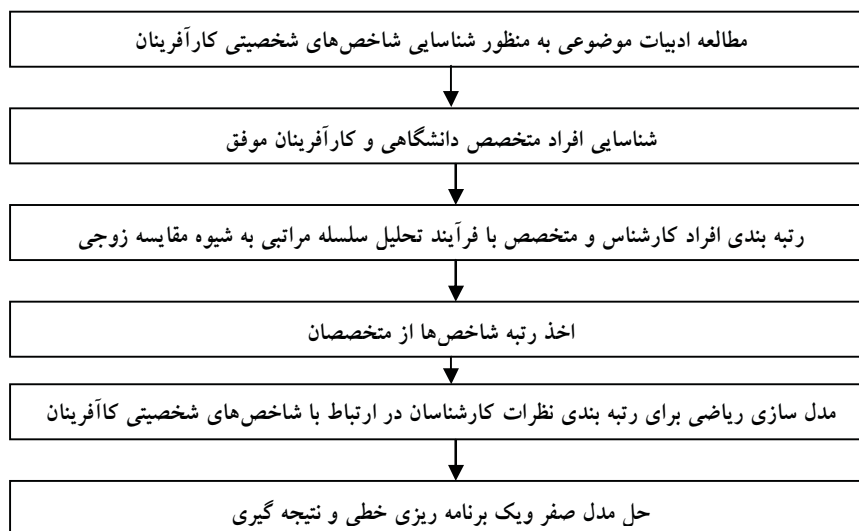 مطالعه ادبیات موضوعی به منظور شناسایی شاخص‌های شخصیتی کارآفرینان
شناسایی افراد متخصص دانشگاهی و کارآفرینان موفق
رتبه بندی افراد کارشناس و متخصص با فرآیند تحلیل سلسله مراتبی به شیوه مقایسه زوجی
اخذ رتبه شاخص‌ها از متخصصان
مدل سازی ریاضی برای رتبه بندی نظرات کارشناسان در ارتباط با شاخص‌های شخصیتی کاآفرینان
حل مدل صفر ویک برنامه ریزی خطی و نتیجه گیری